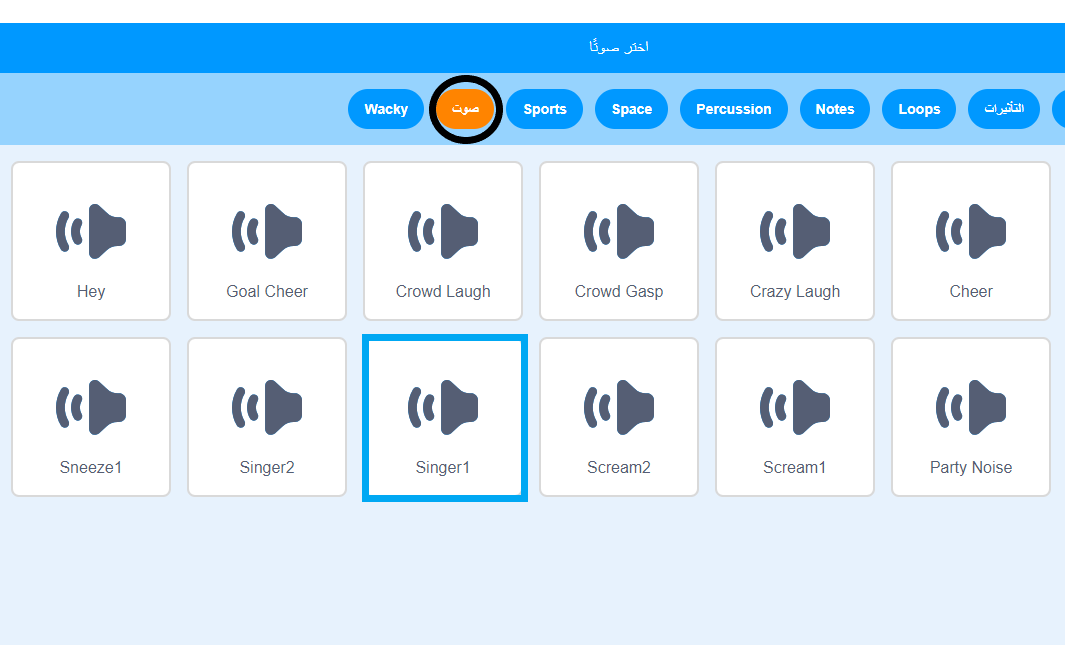 اختر صوتًا
التأثيرات
Loops
Notes
Percussion
Space
Sports
صوت
Wacky
Cheer
Crazy Laugh
Crowd Gasp
Crowd Laugh
Goal Cheer
Hey
Party Noise
Scream1
Scream2
Singer1
Singer2
Sneeze1